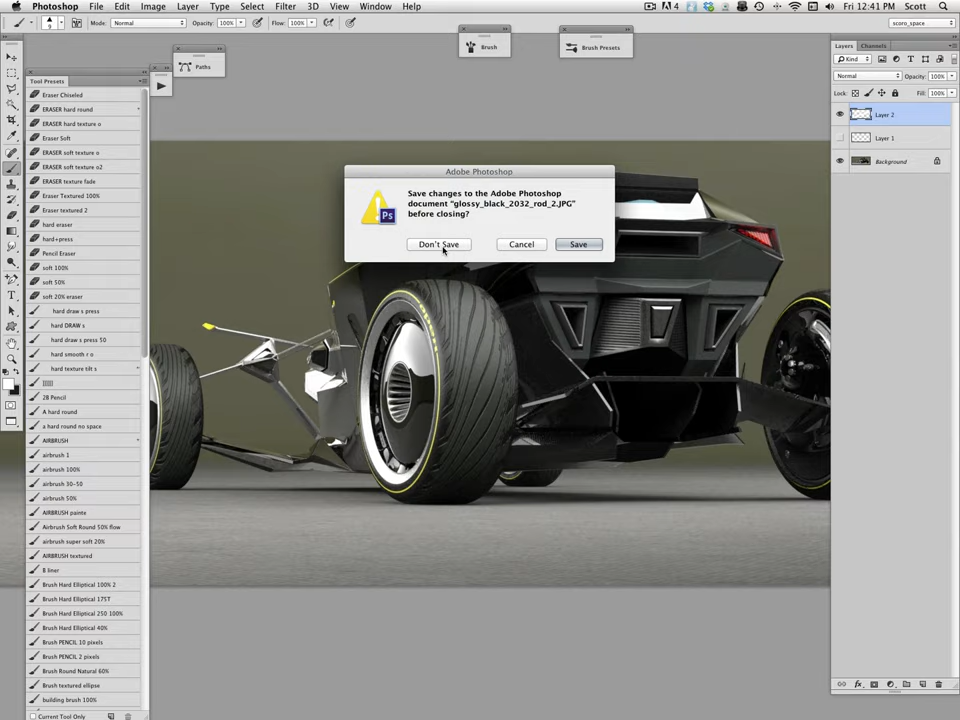 Photoshop File Edit Image Layer Type Select Filter 3D View Window Help
4 Fri 12:41 PM Scott
9 Mode: Normal Opacity: 100% Flow: 100% scoro_space
Paths
Brush
Brush Presets
Tool Presets
Eraser Chiseled
ERASER hard round
ERASER hard texture o
Eraser Soft
ERASER soft texture o
ERASER soft texture o2
ERASER texture fade
Eraser Textured 100%
Eraser textured 2
hard eraser
hard+press
Pencil Eraser
soft 100%
soft 50%
soft 20% eraser
hard draw s press
hard DRAW s
hard draw s press 50
hard smooth r o
hard texture tilt s
2B Pencil
A hard round
a hard round no space
AIRBRUSH
airbrush 1
airbrush 100%
airbrush 30-50
airbrush 50%
AIRBRUSH painte
Airbrush Soft Round 50% flow
airbrush super soft 20%
AIRBRUSH textured
B liner
Brush Hard Elliptical 100% 2
Brush Hard Elliptical 175T
Brush Hard Elliptical 250 100%
Brush Hard Elliptical 40%
Brush PENCIL 10 pixels
Brush PENCIL 2 pixels
Brush Round Natural 60%
Brush textured ellipse
building brush 100%
Current Tool Only
Adobe Photoshop
Save changes to the Adobe Photoshop
document “glossy_black_2032_rod_2.JPG”
before closing?
Ps
Don't Save Cancel Save
Layers Channels
Kind
Normal Opacity: 100%
Lock: Fill: 100%
Layer 2
Layer 1
Background
fx